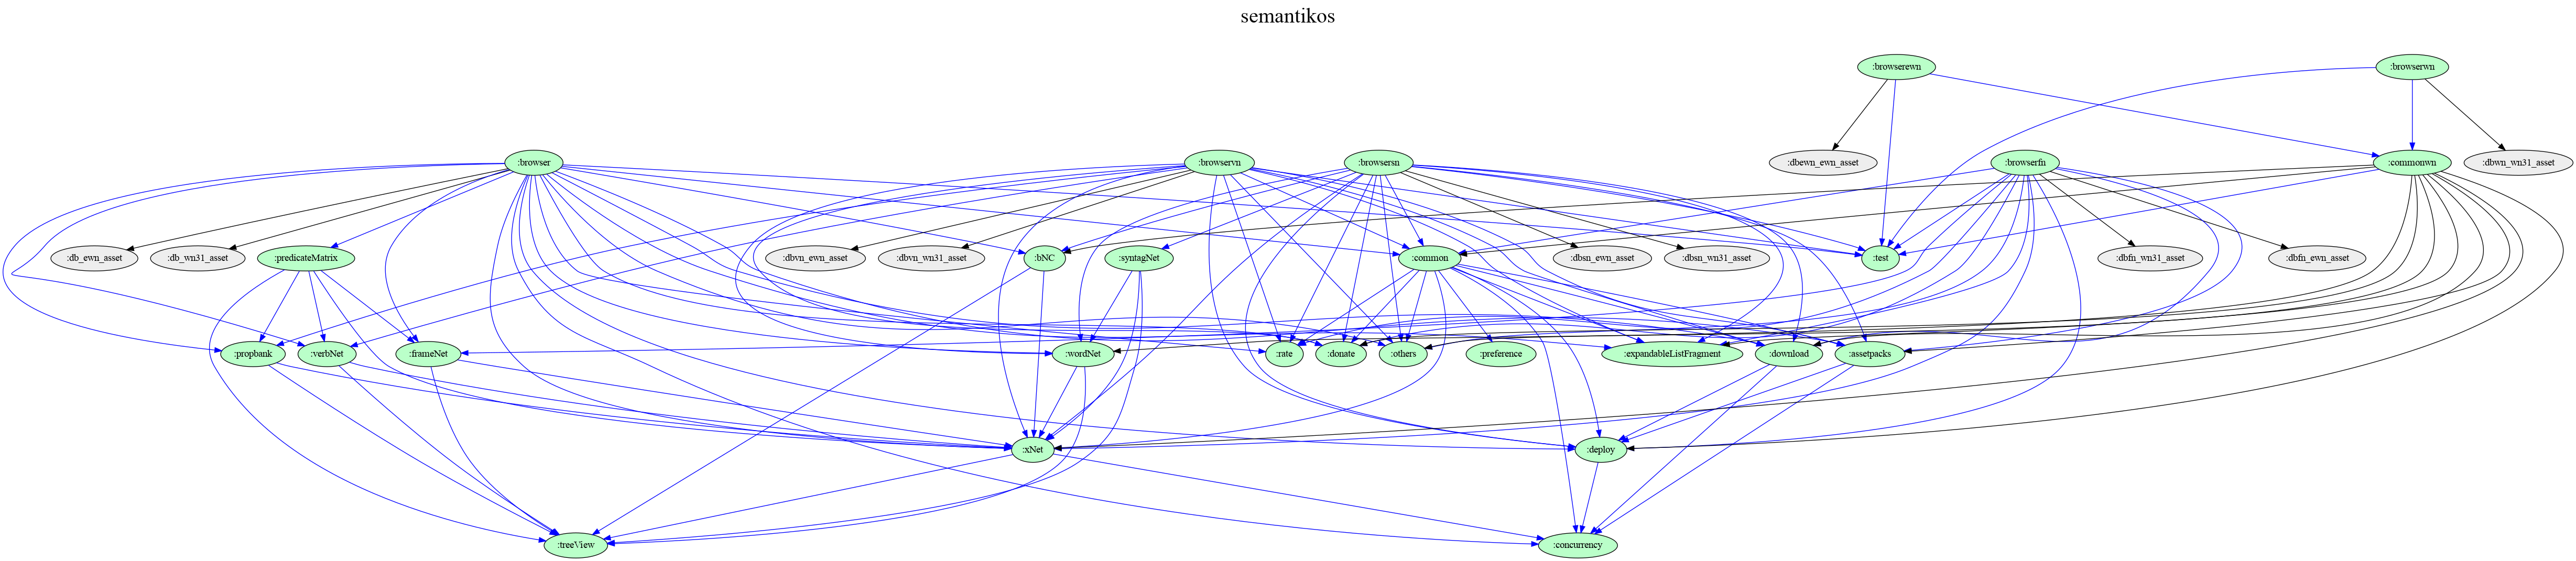 semantikos
:browserewn
:browserwn
:browser
:browservn
:browsersn
:dbewn_ewn_asset
:browserfn
:commonwn
:dbwn_wn31_asset
:db_ewn_asset
:db_wn31_asset
:predicateMatrix
:dbvn_ewn_asset
:dbvn_wn31_asset
:bNC
:syntagNet
:common
:dbsn_ewn_asset
:dbsn_wn31_asset
:test
:dbfn_wn31_asset
:dbfn_ewn_asset
:propbank
:verbNet
:frameNet
:wordNet
:rate
:donate
:others
:preference
:expandableListFragment
:download
:assetpacks
:xNet
:deploy
:treeView
:concurrency